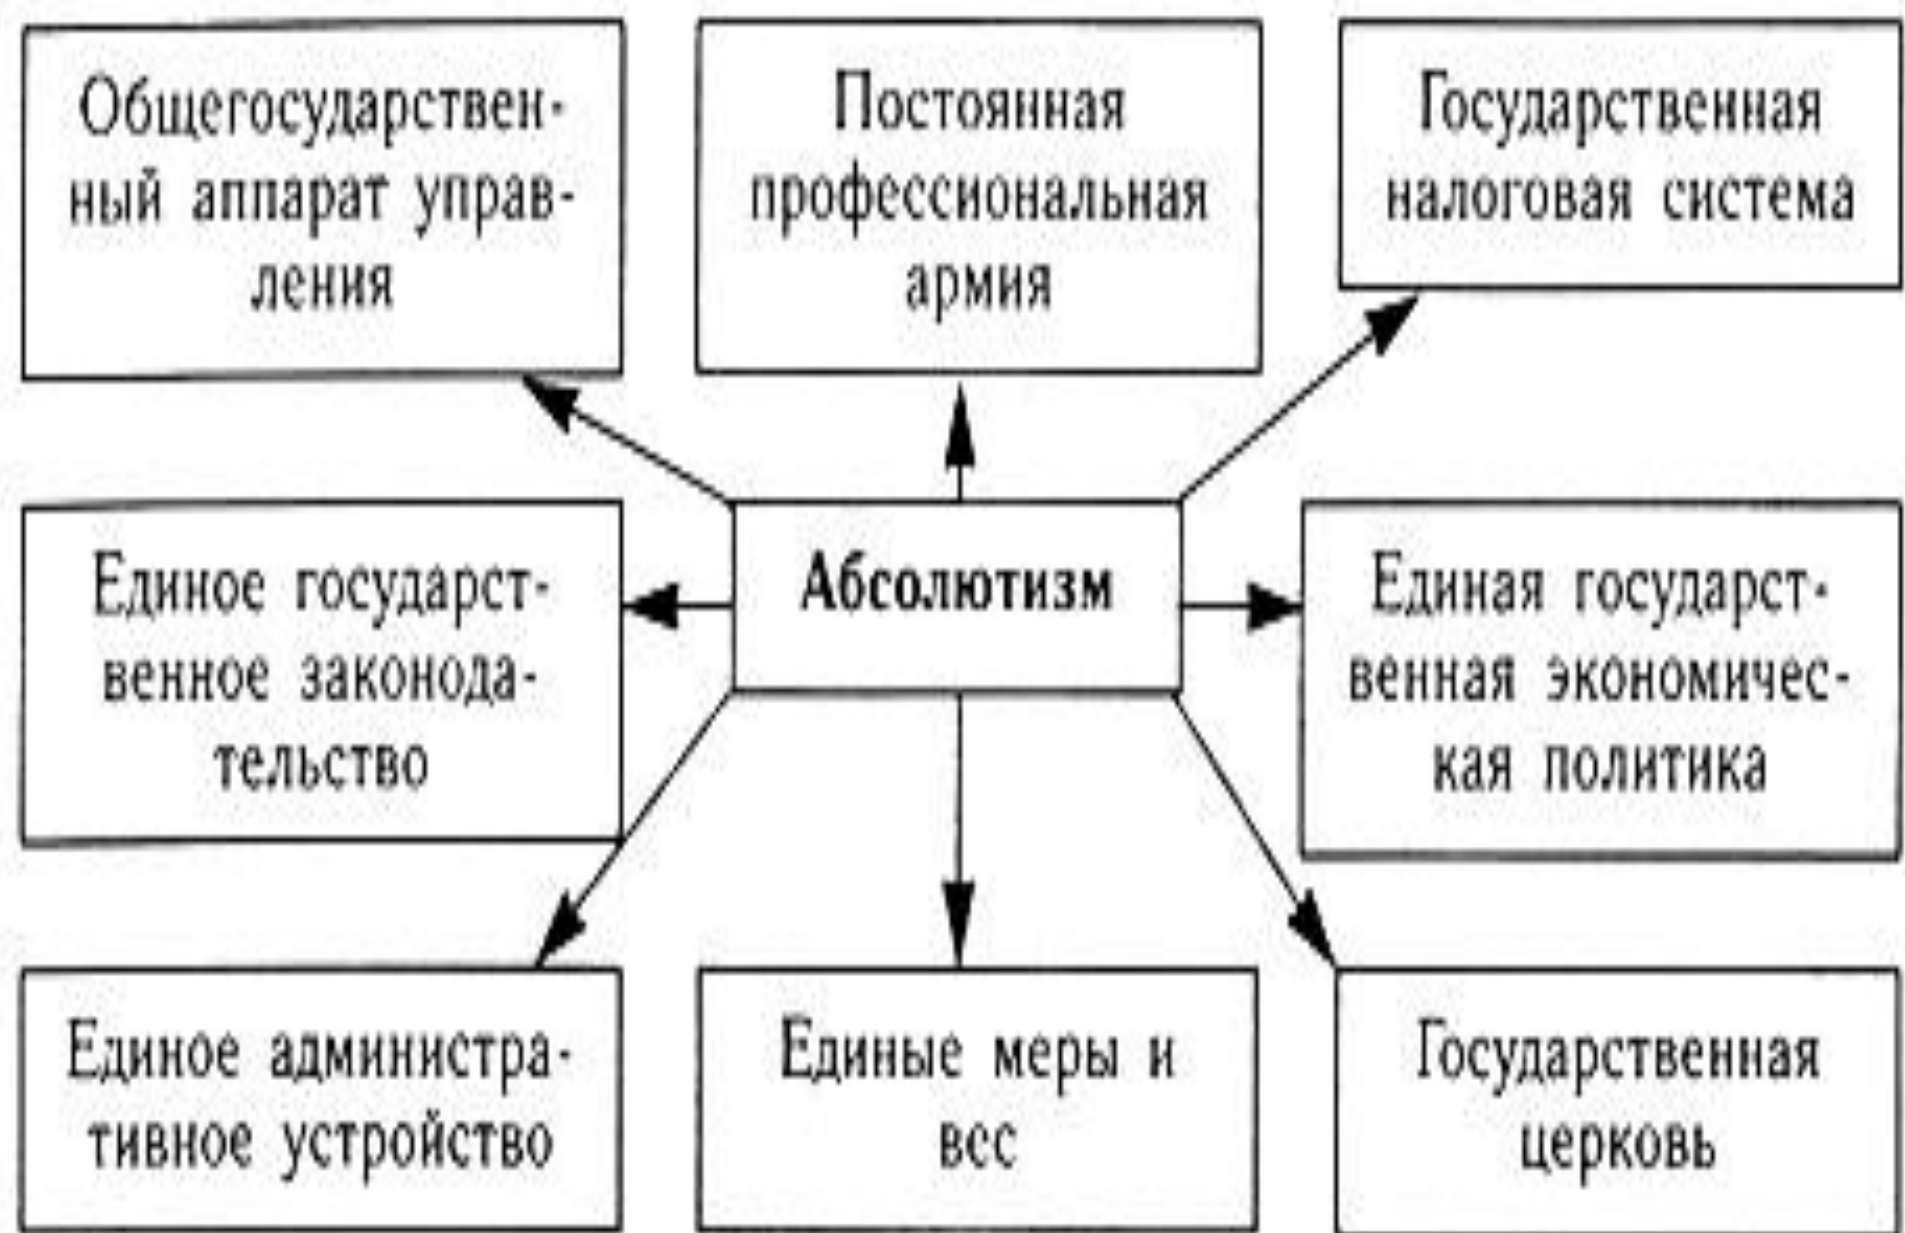 Общегосударствен-
ный аппарат управ-
ления
Постоянная
профессиональная
армия
Государственная
налоговая система
Единое государст-
венное законода-
тельство
Абсолютизм
Единая государст-
венная экономичес-
кая политика
Единое администра-
тивное устройство
Единые меры и
вес
Государственная
церковь